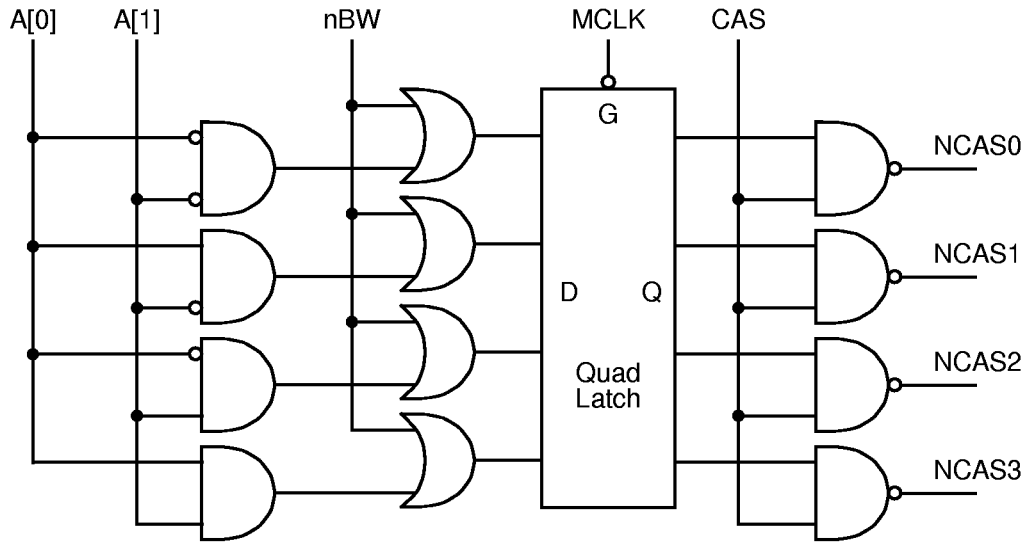 A[0] A[1] nBW MCLK CAS
G
NCAS0
NCAS1
D Q
NCAS2
Quad
Latch
NCAS3